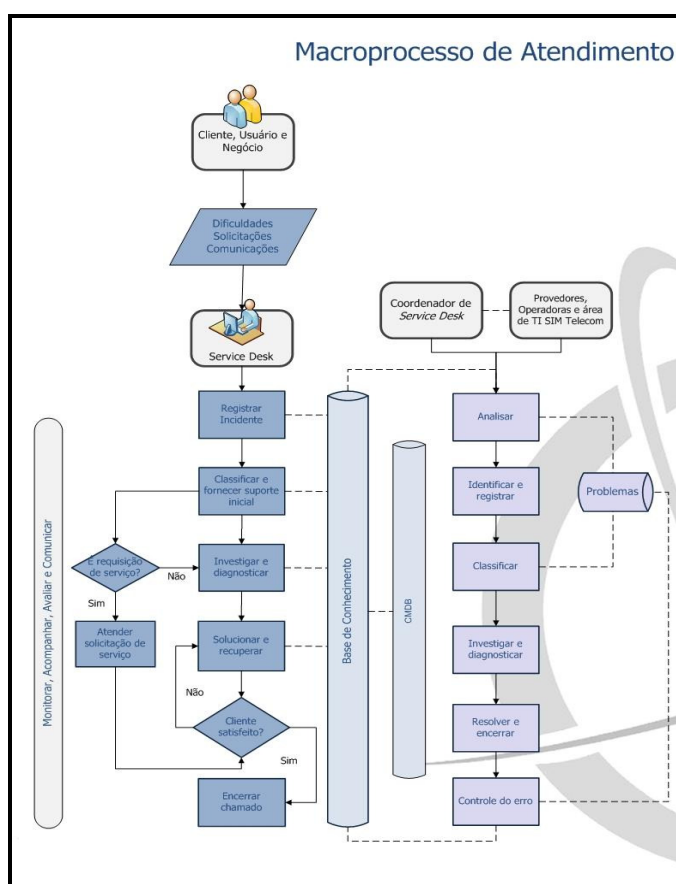 Macroprocesso de Atendimento
Cliente, Usuário e
Negócio
Dificuldades
Solicitações
Comunicações
Service Desk
Registrar
Incidente
Classificar e
fornecer suporte
inicial
É requisição
de serviço?
Não
Investigar e
diagnosticar
Sim
Atender
solicitação de
serviço
Solucionar e
recuperar
Não
Cliente
satisfeito?
Sim
Encerrar
chamado
Monitorar, Acompanhar, Avaliar e Comunicar
Base de Conhecimento
CMDB
Coordenador de
Service Desk
Provedores,
Operadoras e área
de TI SIM Telecom
Analisar
Identificar e
registrar
Problemas
Classificar
Investigar e
diagnosticar
Resolver e
encerrar
Controle do erro